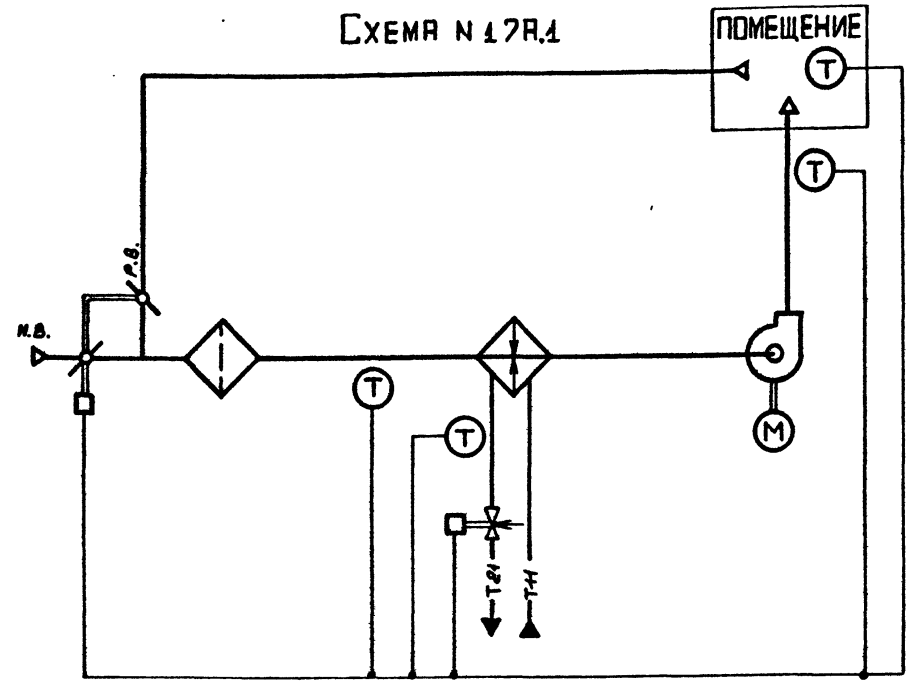 Схема N 17А.1
ПОМЕЩЕНИЕ
Т
Т
Р.В.
Н.В.
Т
Т
М
Т21
Т11